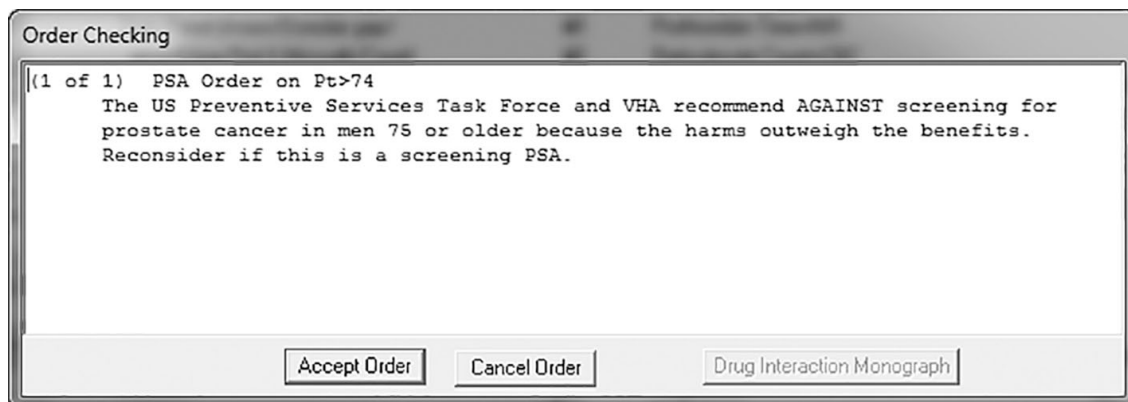 Order Checking
(1 of 1)  PSA Order on Pt>74
The US Preventive Services Task Force and VHA recommend AGAINST screening for
prostate cancer in men 75 or older because the harms outweigh the benefits.
Reconsider if this is a screening PSA.
Accept Order Cancel Order Drug Interaction Monograph